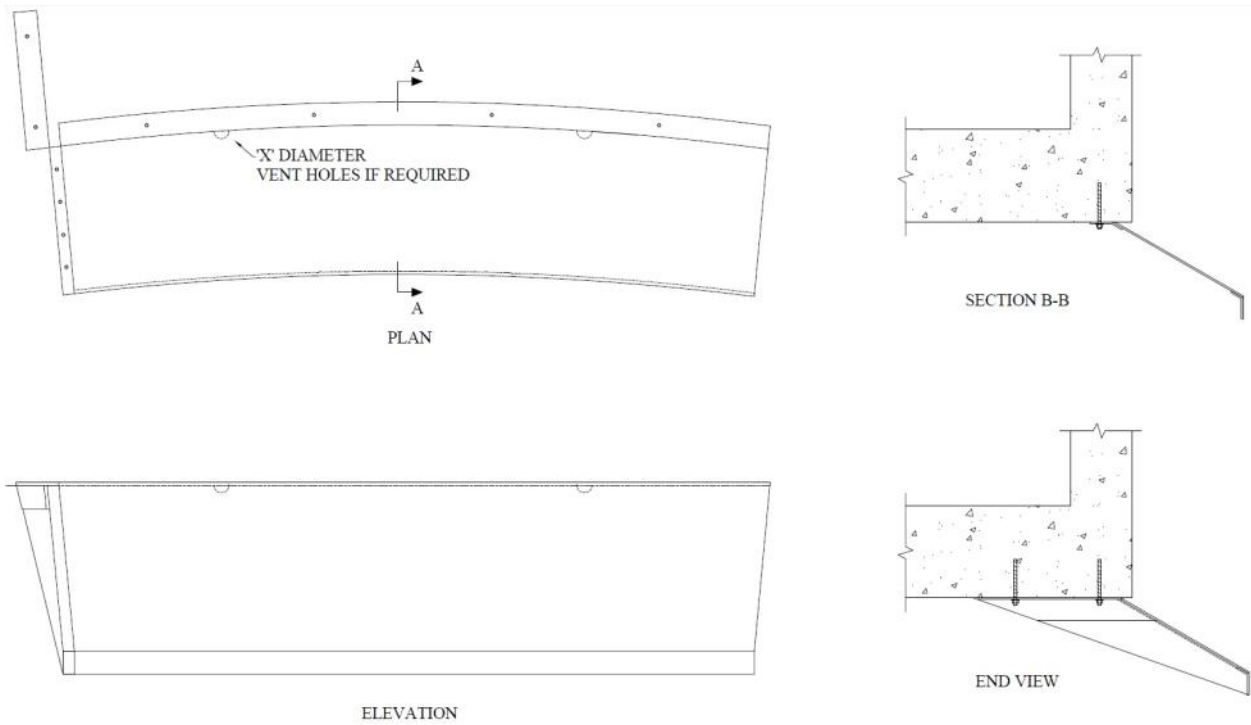 A
'X' DIAMETER
VENT HOLES IF REQUIRED
A
PLAN
SECTION B-B
ELEVATION
END VIEW